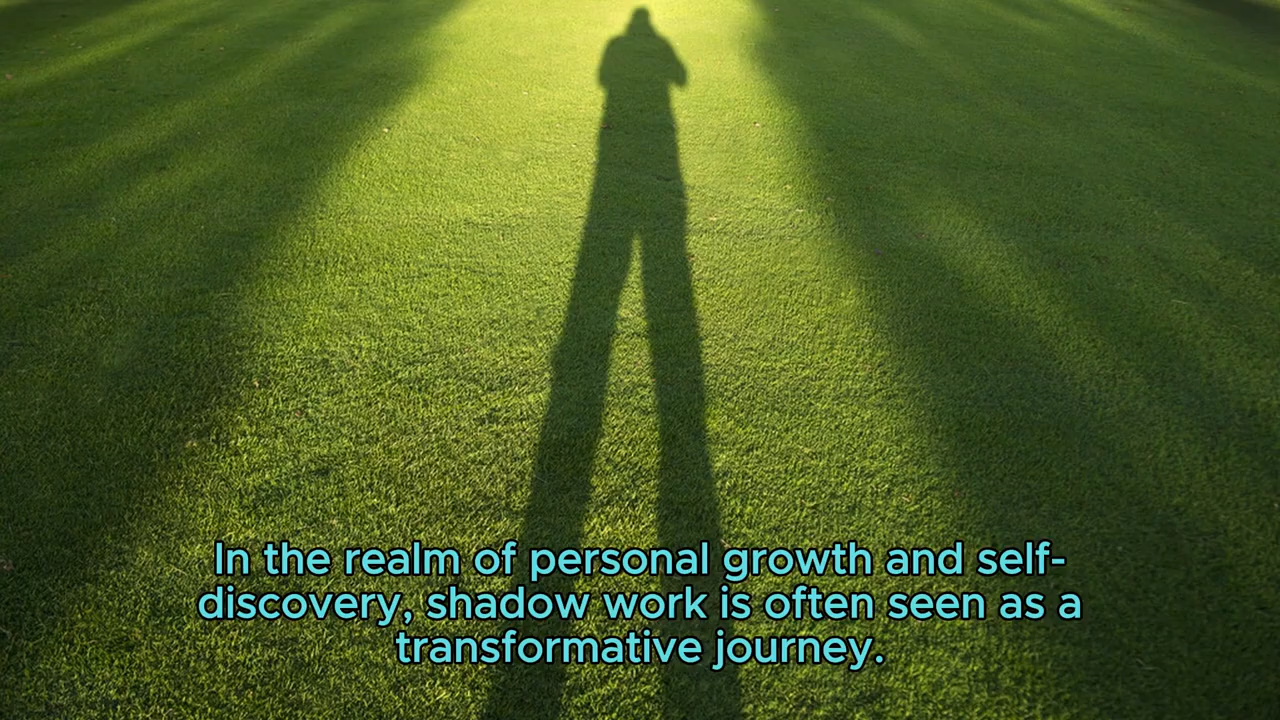 In the realm of personal growth and self-
discovery, shadow work is often seen as a
transformative journey.